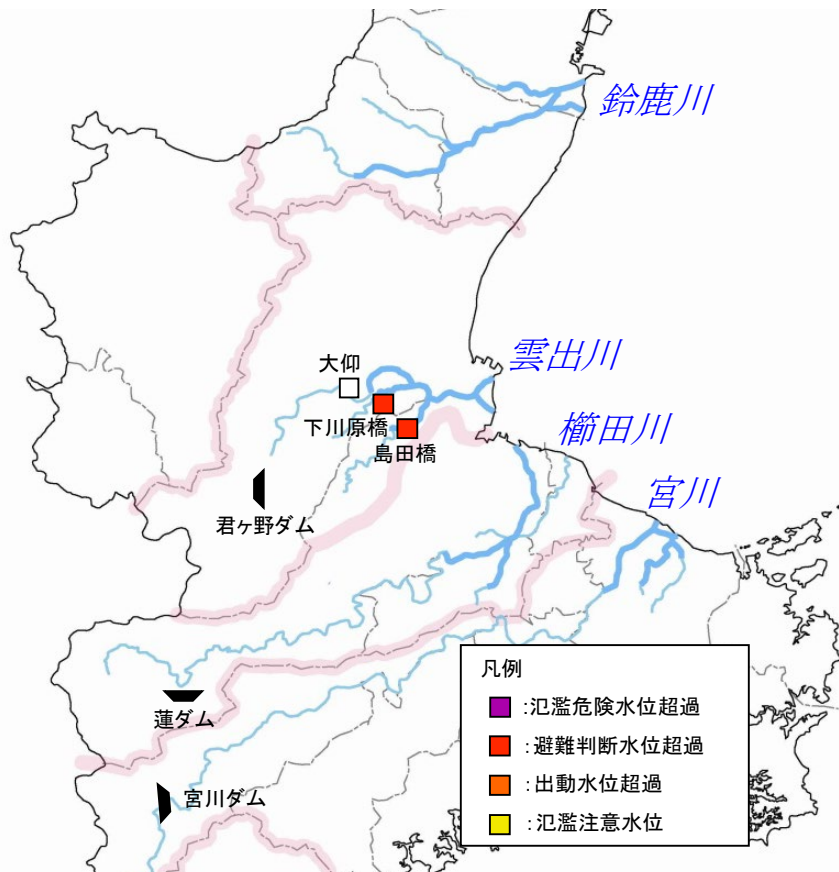 鈴鹿川
雲出川
大仰
下川原橋
島田橋
櫛田川
宮川
君ヶ野ダム
蓮ダム
宮川ダム
凡例
:氾濫危険水位超過
:避難判断水位超過
:出動水位超過
:氾濫注意水位